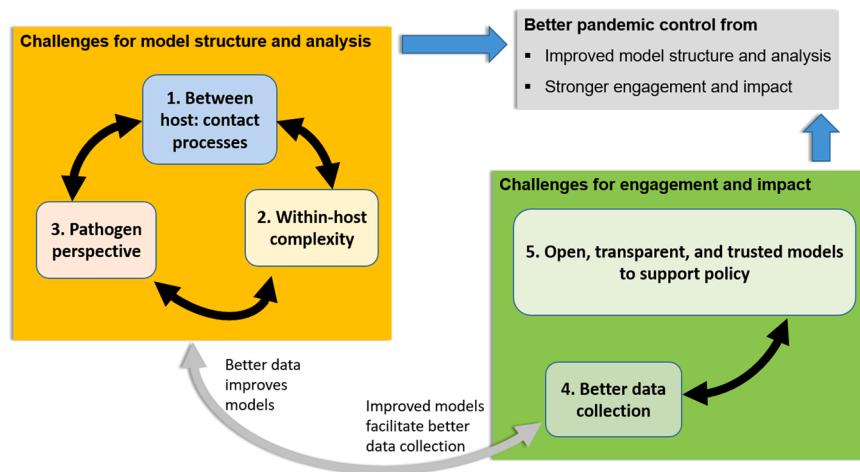 Challenges for model structure and analysis
1. Between
host: contact
processes
2. Within-host
complexity
3. Pathogen
perspective
Better pandemic control from
▪ Improved model structure and analysis
▪ Stronger engagement and impact
Challenges for engagement and impact
5. Open, transparent, and trusted models
to support policy
4. Better data
collection
Better data
improves
models
Improved models
facilitate better
data collection